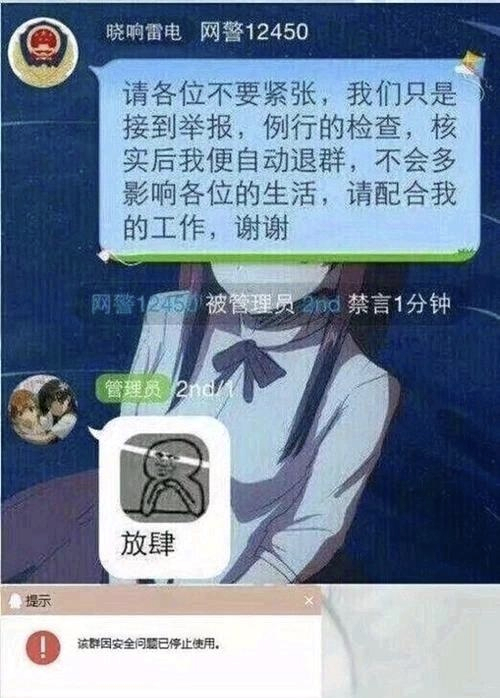 晓响雷电 网警12450
请各位不要紧张，我们只是
接到举报，例行的检查，核
实后我便自动退群，不会多
影响各位的生活，请配合我
的工作，谢谢
网警12450 被管理员 2nd 禁言1分钟
管理员 2nd/1
放肆
提示
该群因安全问题已停止使用。